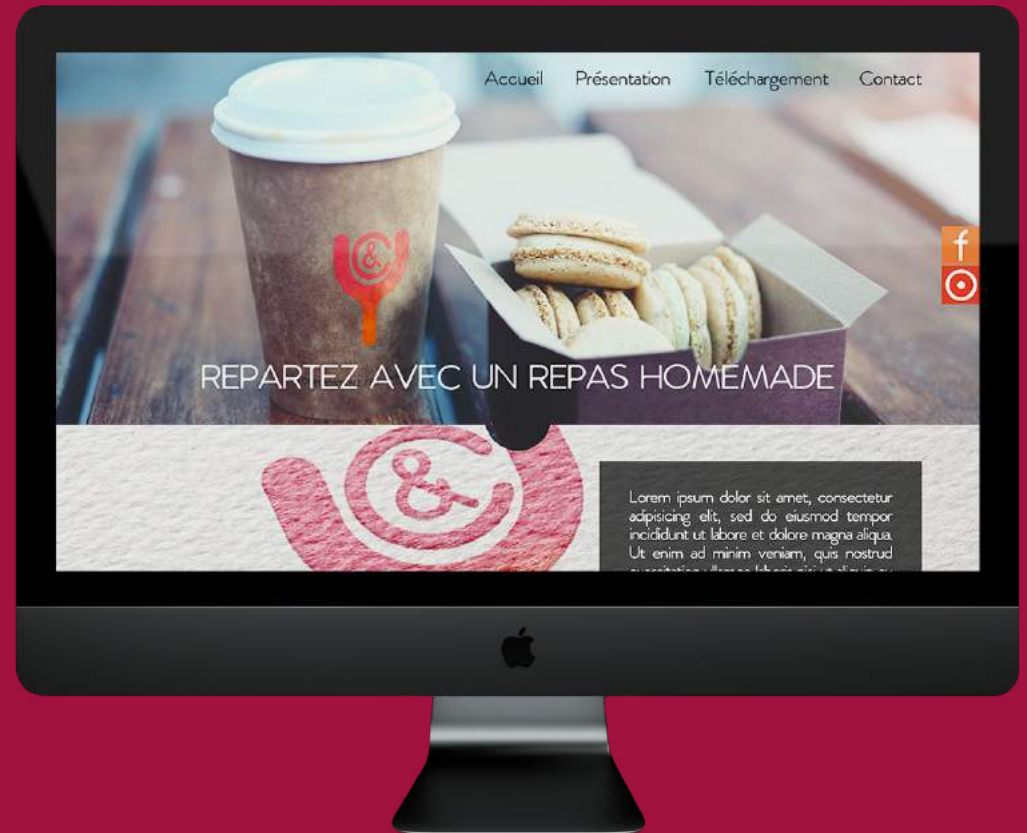 Accueil Présentation Téléchargement Contact
&
f
REPARTEZ AVEC UN REPAS HOMEMADE
&
Lorem ipsum dolor sit amet, consectetur
adipisicing elit, sed do eiusmod tempor
incididunt ut labore et dolore magna aliqua.
Ut enim ad minim veniam, quis nostrud